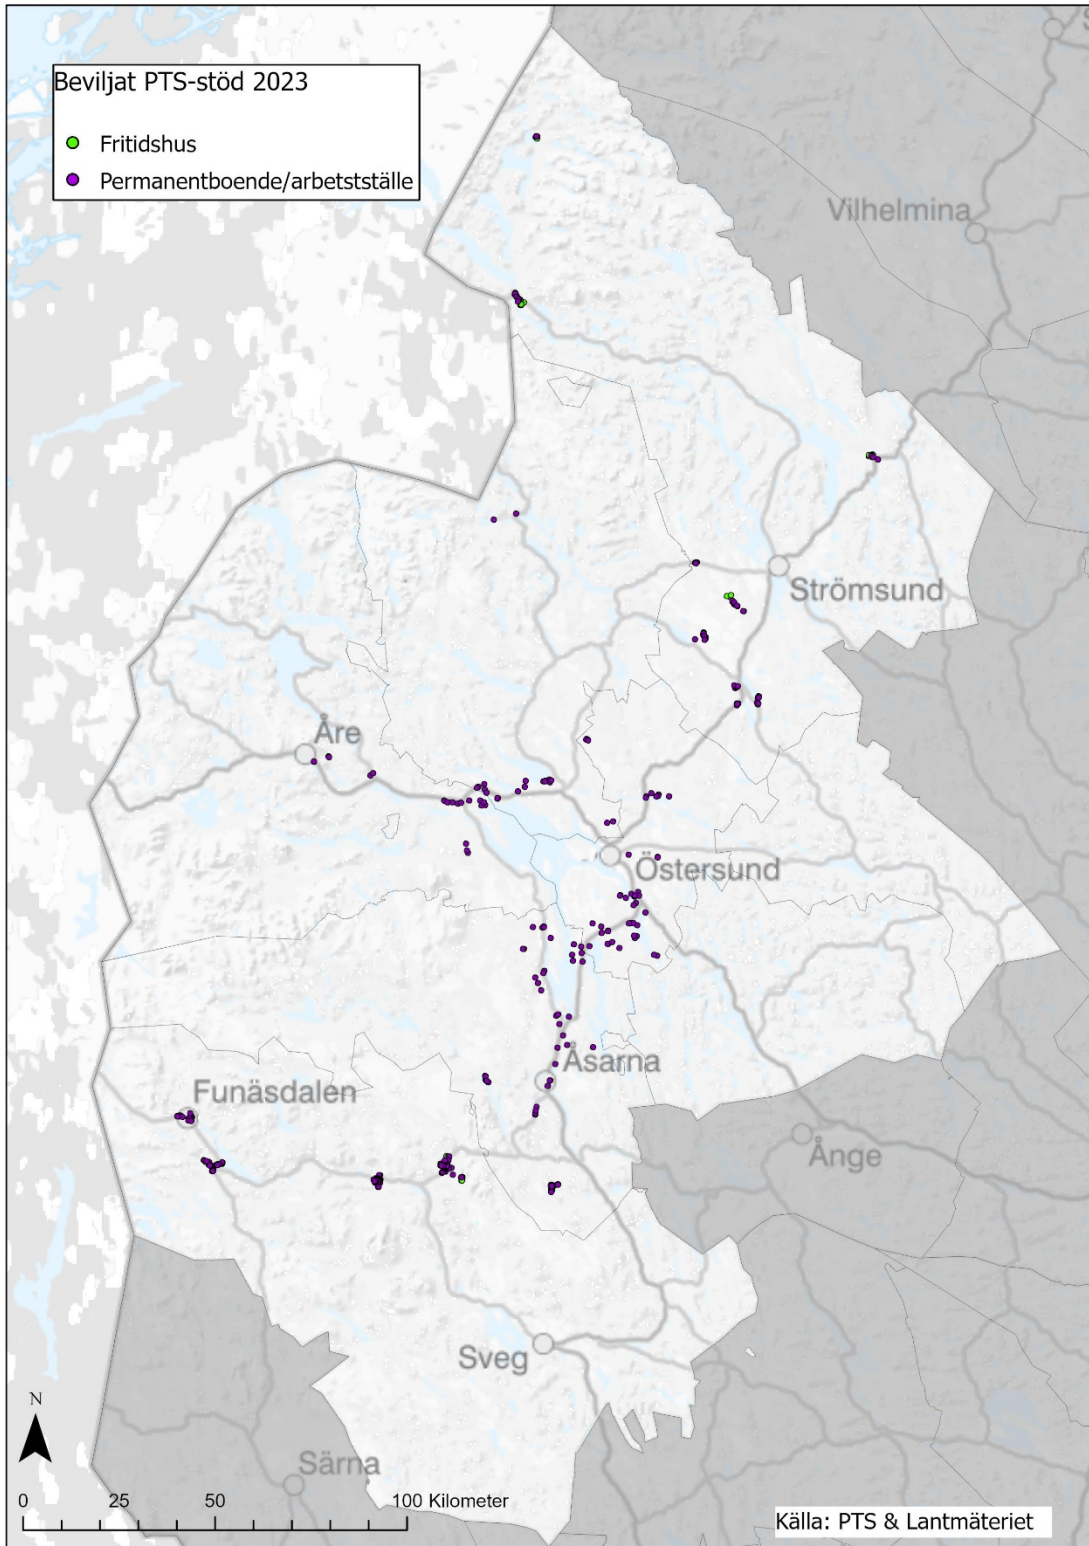 Beviljat PTS-stöd 2023
Fritidshus
Permanentboende/arbetstställe
Vilhelmina
Strömsund
Åre
Östersund
Åsarna
Funäsdalen
Ånge
Sveg
Särna
N
0 25 50 100 Kilometer
Källa: PTS & Lantmäteriet